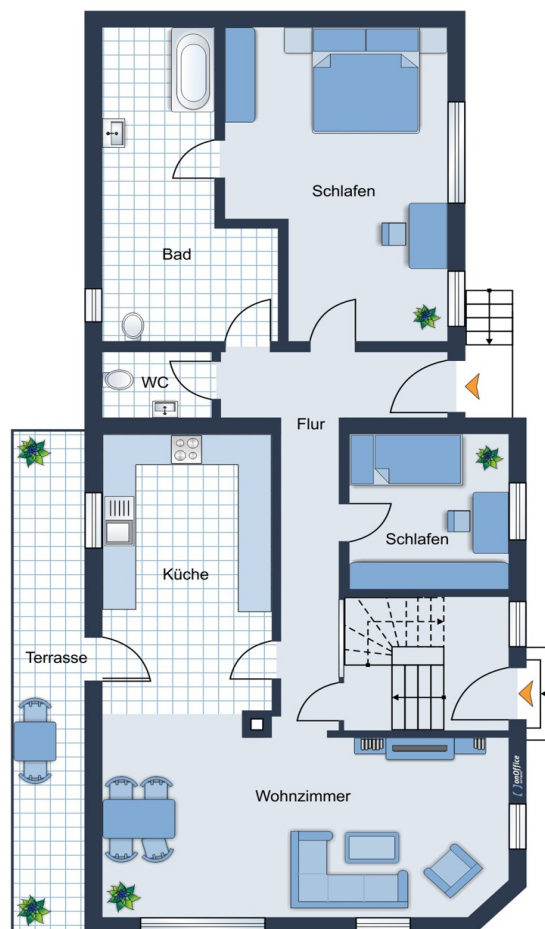 Schlafen
Bad
WC
Flur
Schlafen
Küche
Terrasse
Wohnzimmer
onOffice